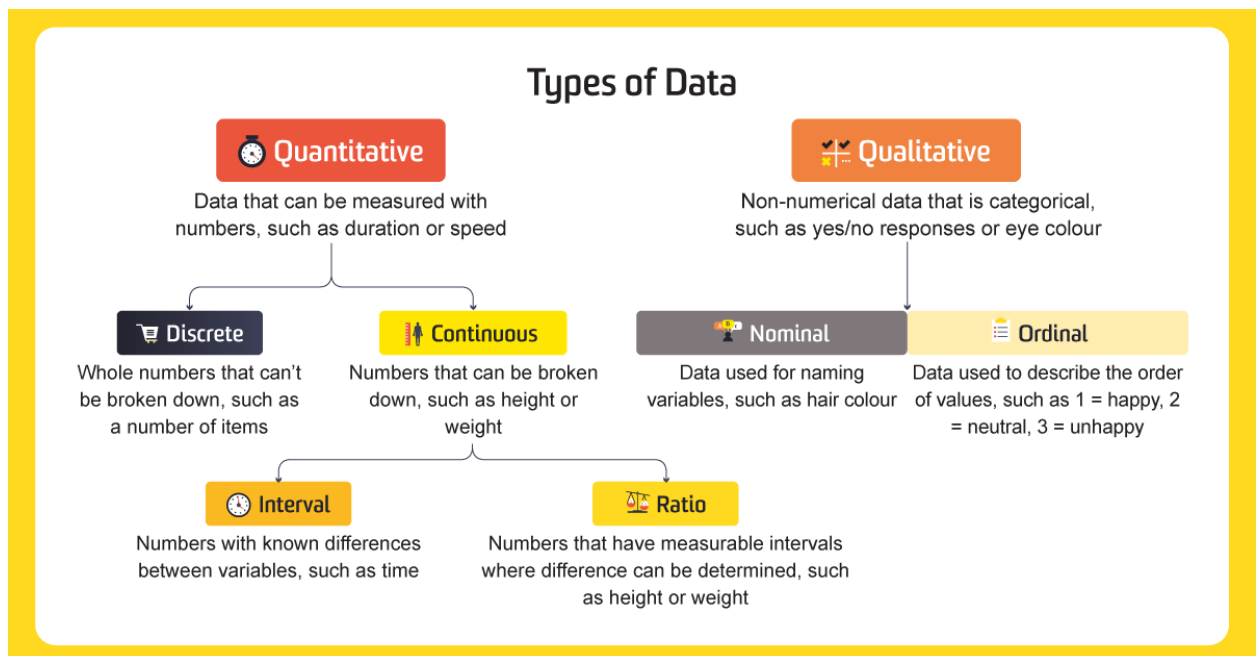 Types of Data
Quantitative
Data that can be measured with
numbers, such as duration or speed
Qualitative
Non-numerical data that is categorical,
such as yes/no responses or eye colour
Discrete
Whole numbers that can't
be broken down, such as
a number of items
Continuous
Numbers that can be broken
down, such as height or
weight
Nominal
Data used for naming
variables, such as hair colour
Ordinal
Data used to describe the order
of values, such as 1 = happy, 2
= neutral, 3 = unhappy
Interval
Numbers with known differences
between variables, such as time
Ratio
Numbers that have measurable intervals
where difference can be determined, such
as height or weight